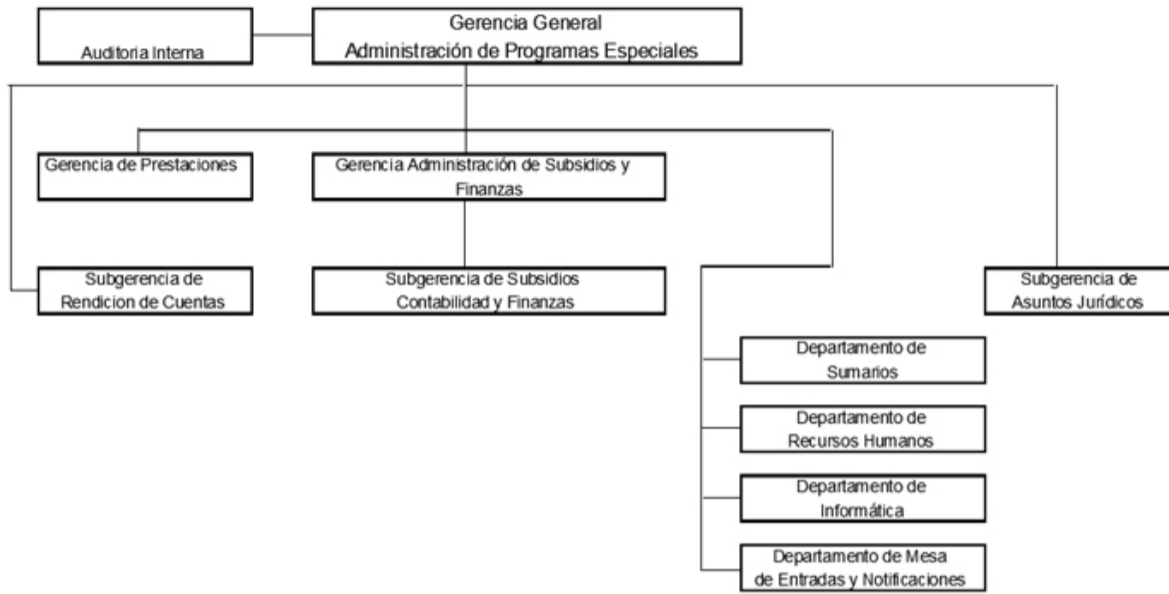 Gerencia General
Administración de Programas Especiales
Auditoria Interna
Gerencia de Prestaciones
Gerencia Administración de Subsidios y
Finanzas
Subgerencia de
Rendicion de Cuentas
Subgerencia de Subsidios
Contabilidad y Finanzas
Subgerencia de
Asuntos Jurídicos
Departamento de
Sumarios
Departamento de
Recursos Humanos
Departamento de
Informática
Departamento de Mesa
de Entradas y Notificaciones